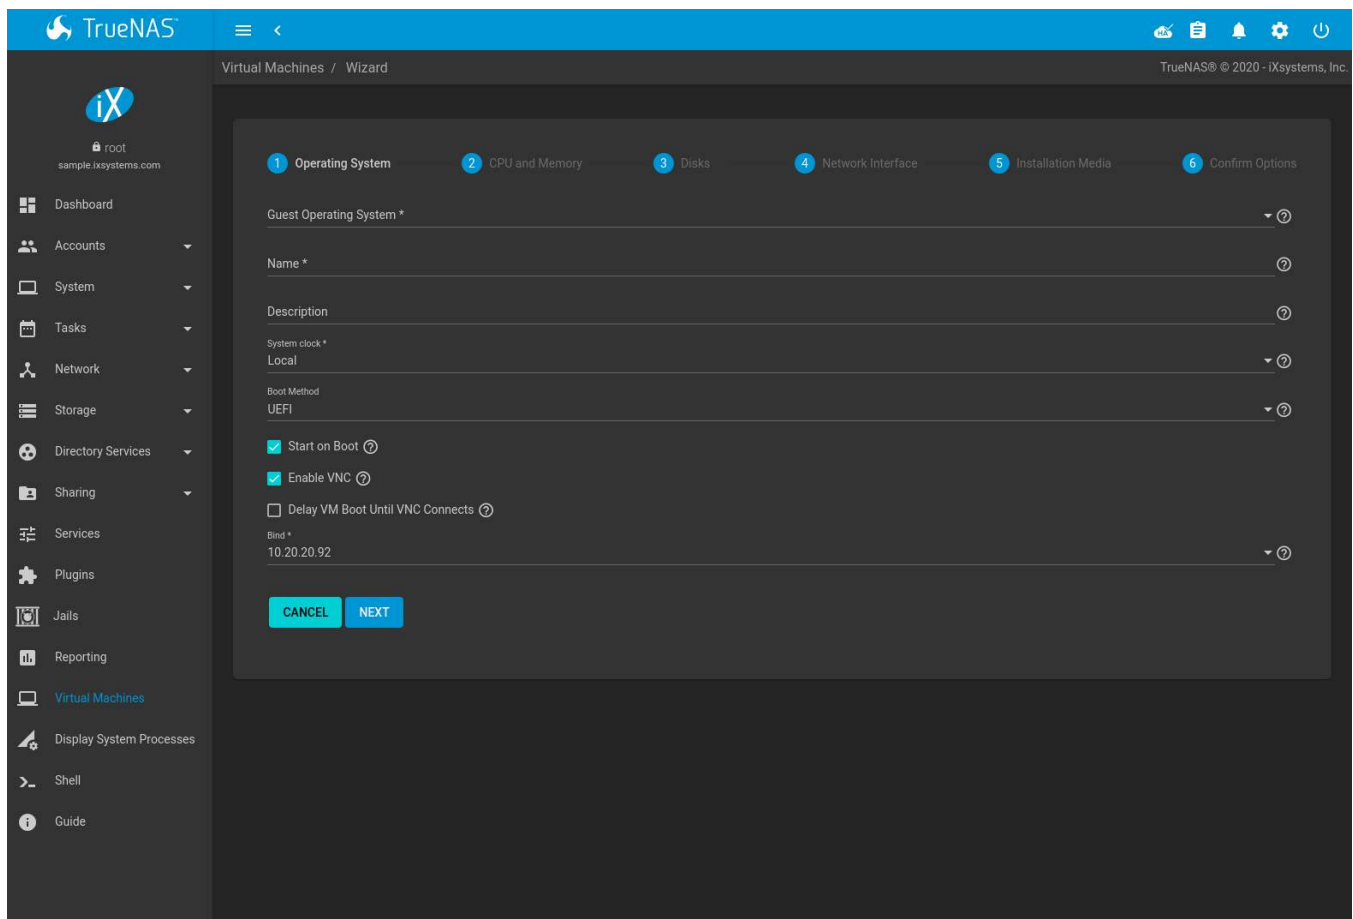 TrueNAS®
HA
Virtual Machines / Wizard
TrueNAS® © 2020 - iXsystems, Inc.
iX
root
sample.ixsystems.com
Dashboard
Accounts
System
Tasks
Network
Storage
Directory Services
Sharing
Services
Plugins
Jails
Reporting
Virtual Machines
Display System Processes
Shell
Guide
1 Operating System
2 CPU and Memory
3 Disks
4 Network Interface
5 Installation Media
6 Confirm Options
Guest Operating System *
Name *
Description
System clock *
Local
Boot Method
UEFI
Start on Boot
Enable VNC
Delay VM Boot Until VNC Connects
Bind *
10.20.20.92
CANCEL NEXT